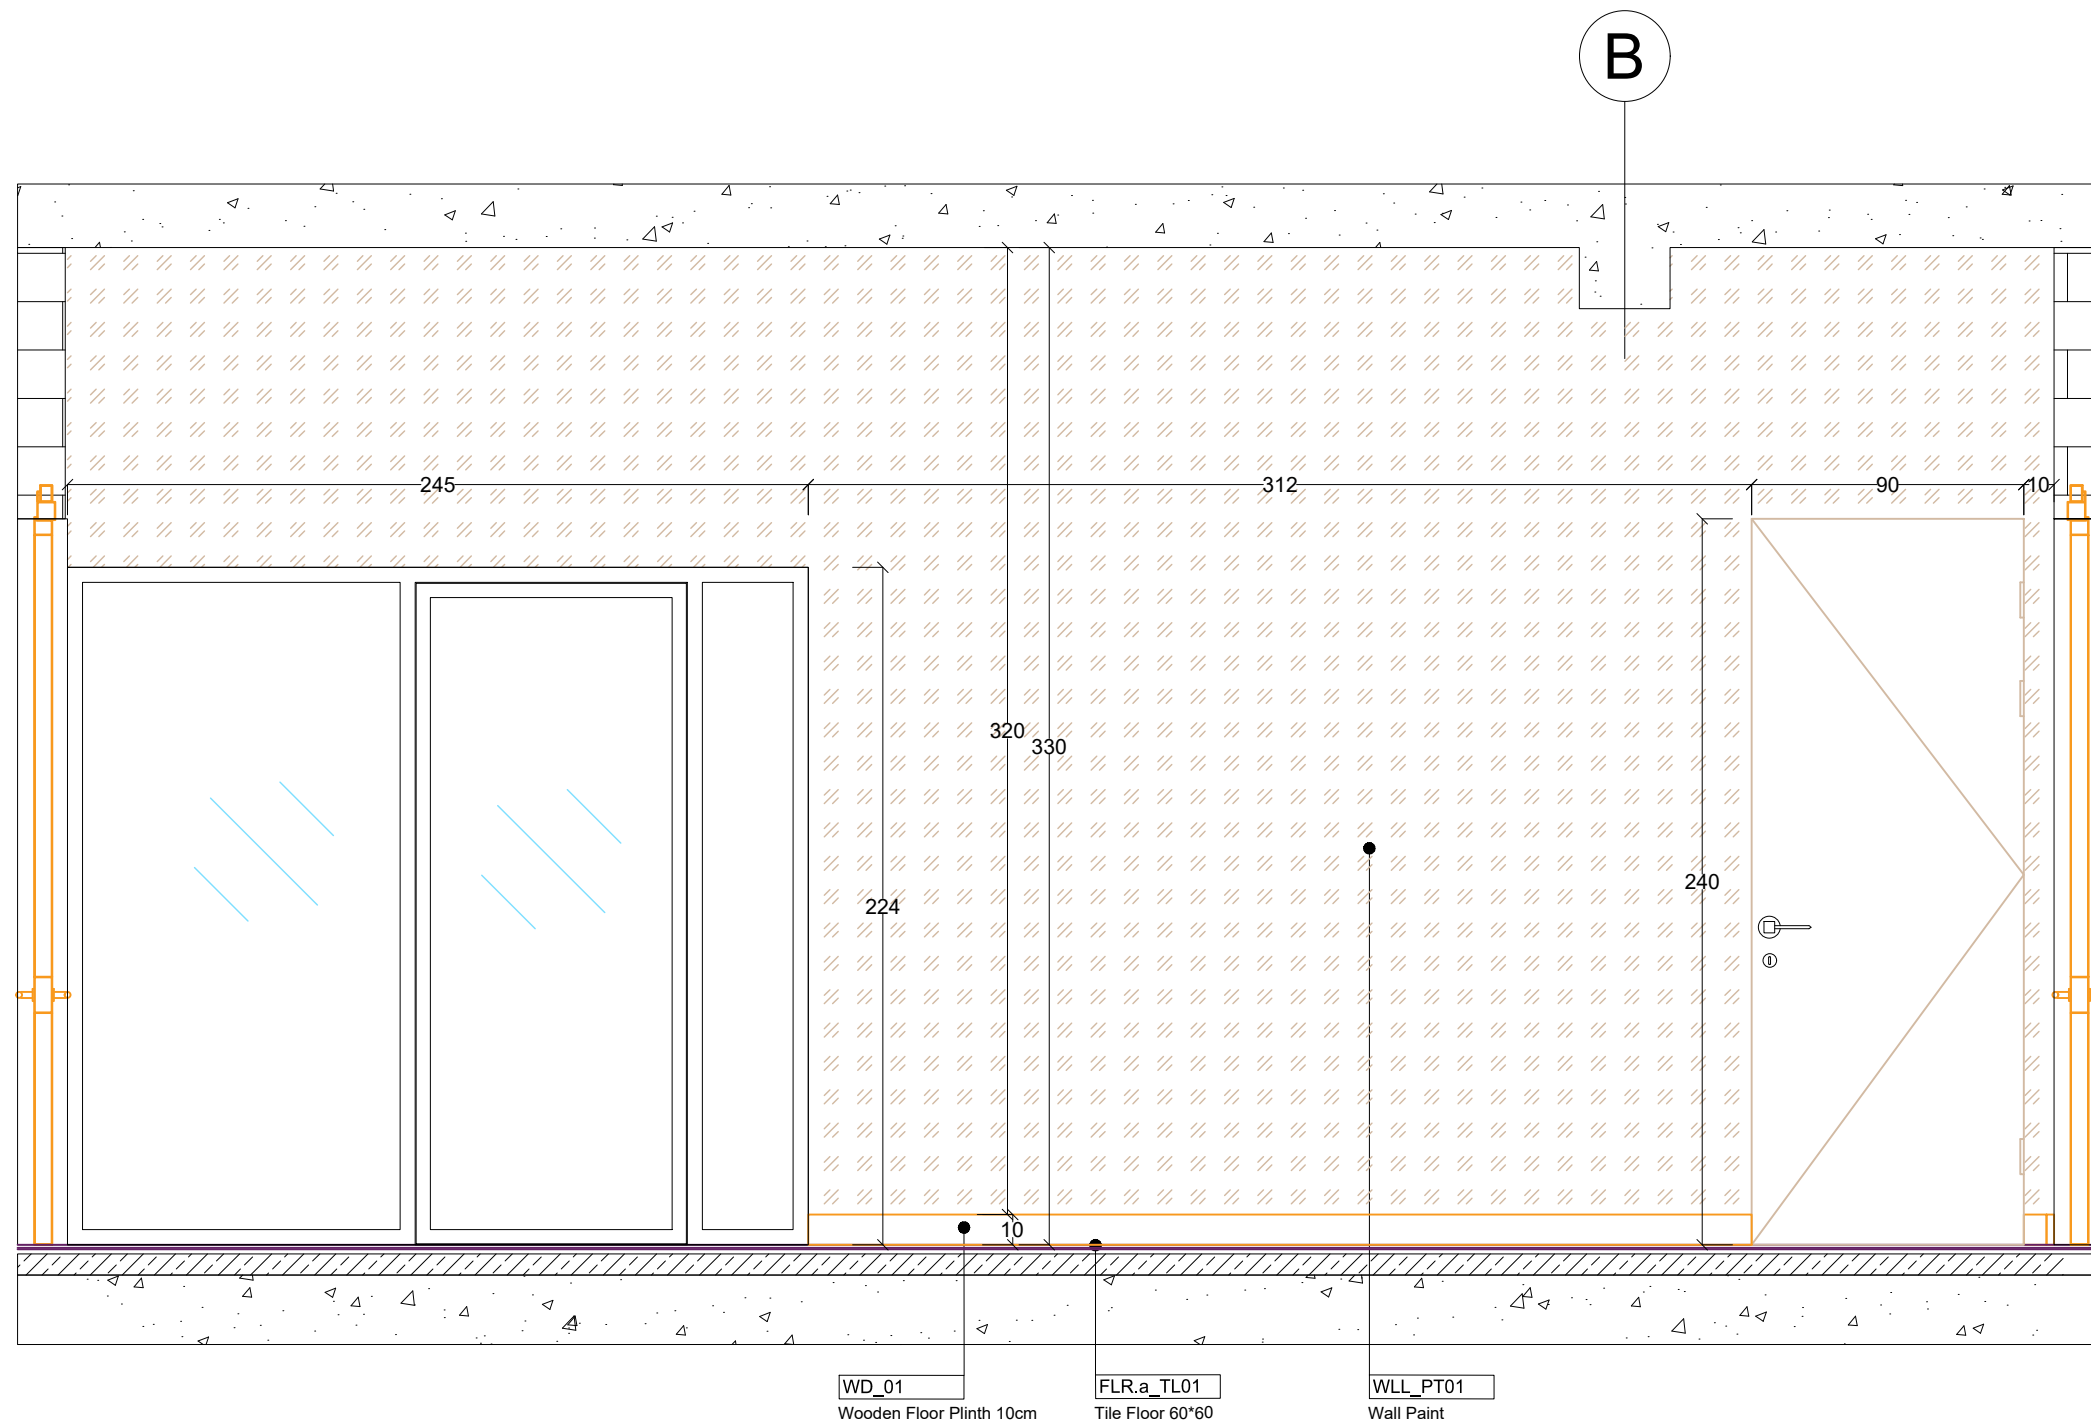 B
245
312
90
10
320
330
240
224
10
WD_01
FLR.a_TL01
WLL_PT01
Wooden Floor Plinth 10cm
Tile Floor 60*60
Wall Paint